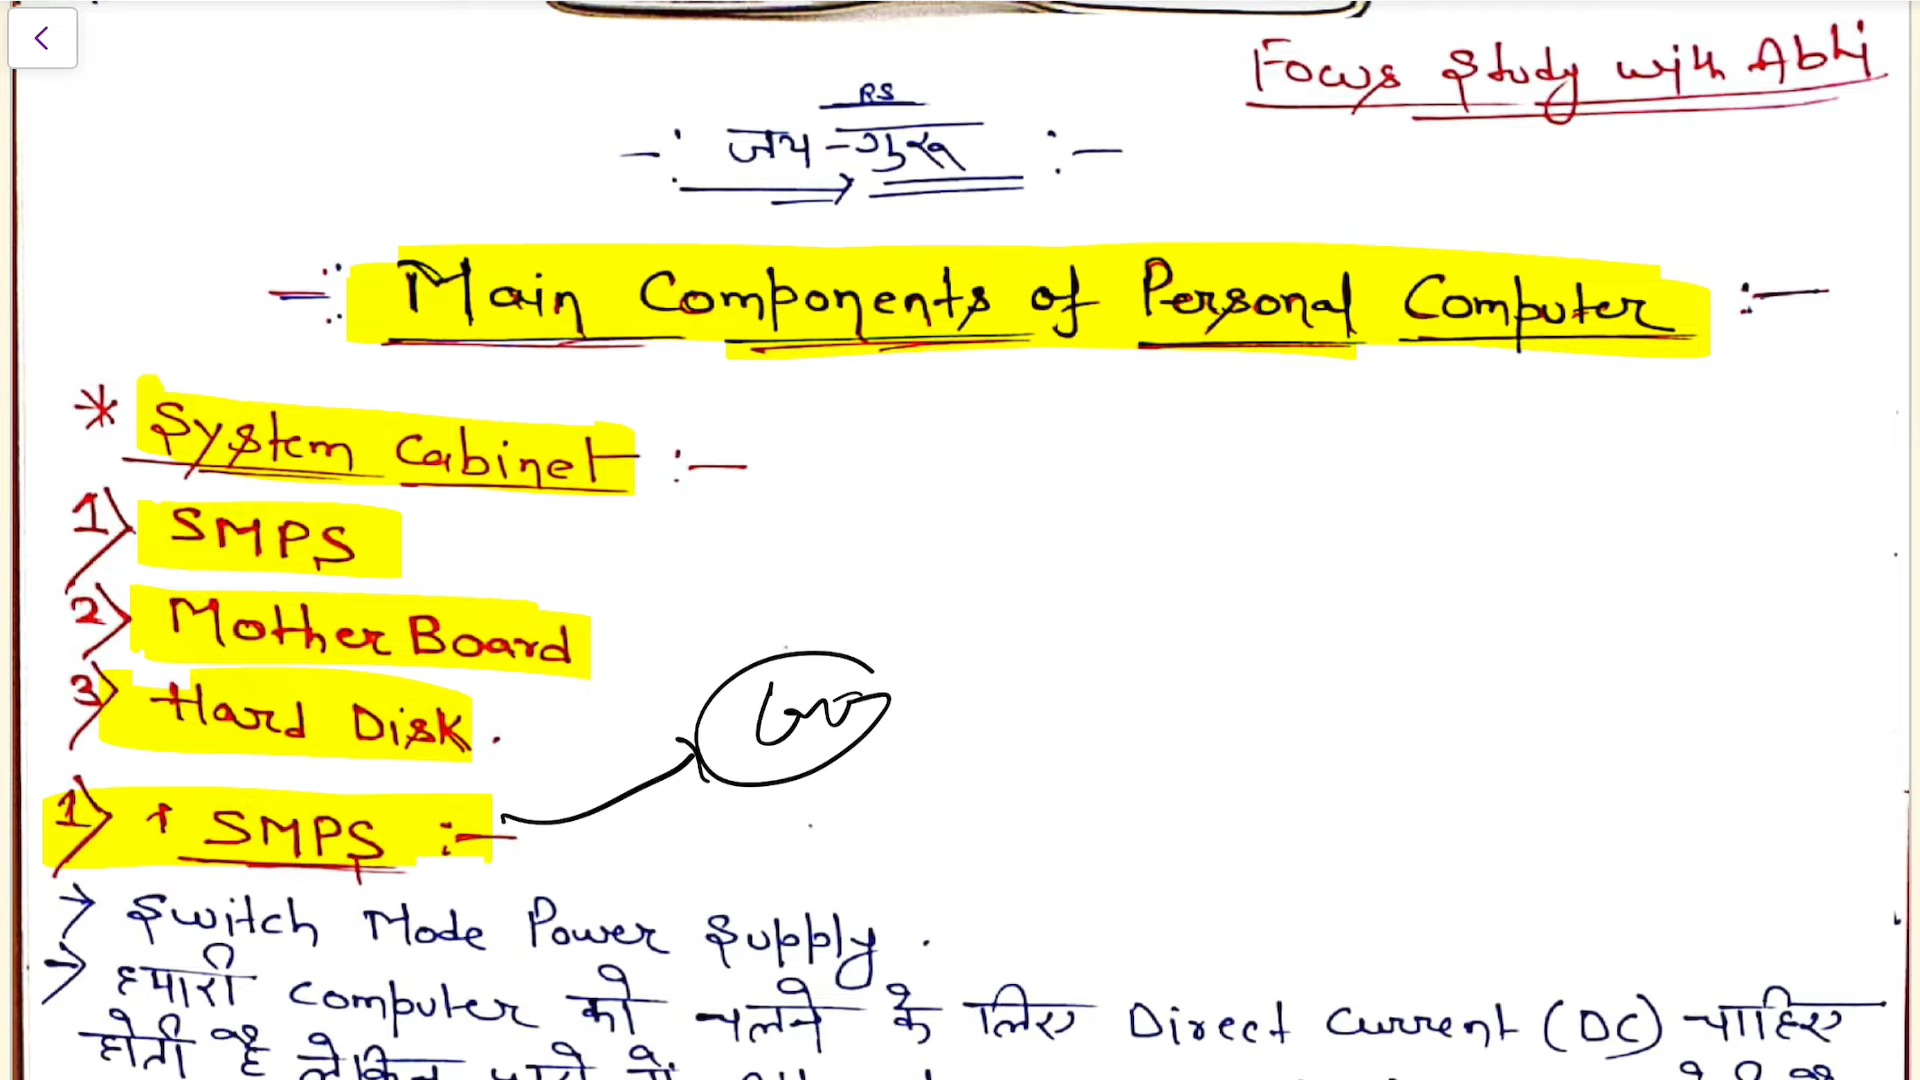 Focus Study with Abhi
RS
-: जय-गुरु :-
-: Main Components of Personal Computer :-
* System Cabinet :-
1) SMPS
2) Mother Board
3) Hard Disk.
1) * SMPS :-
→ Switch Mode Power Supply.
→ हमारी Computer को चलने के लिए Direct Current (DC) चाहिए
होती है लेकिन